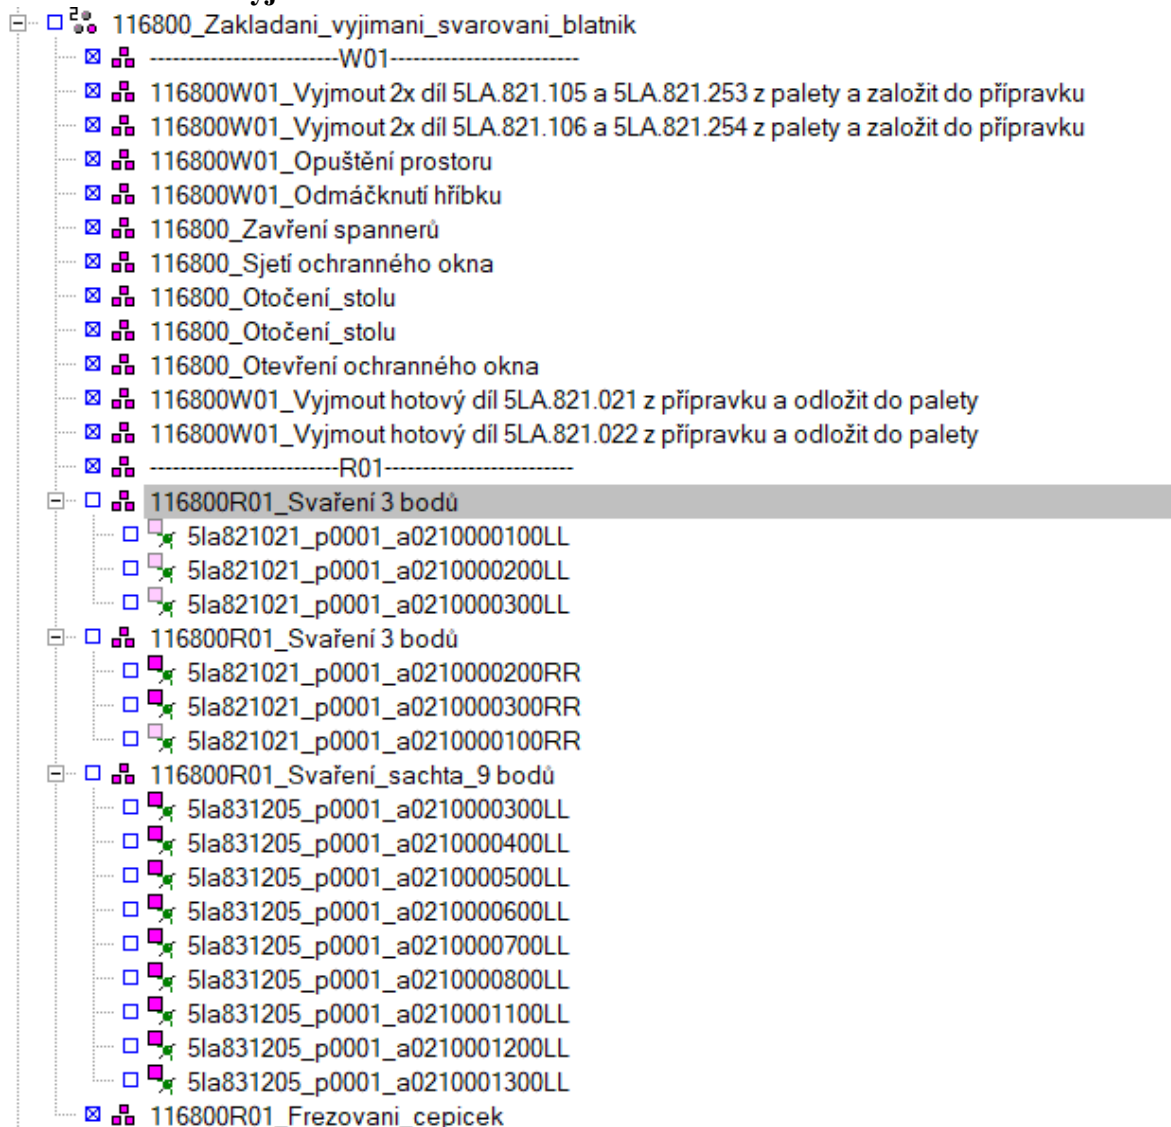 116800_Zakladani_vyjimani_svarovani_blatnik
-------------------------W01-------------------------
116800W01_Vyjmout 2x díl 5LA.821.105 a 5LA.821.253 z palety a založit do přípravku
116800W01_Vyjmout 2x díl 5LA.821.106 a 5LA.821.254 z palety a založit do přípravku
116800W01_Opuštění prostoru
116800W01_Odmáčknutí hříbku
116800_Zavření spannerů
116800_Sjetí ochranného okna
116800_Otočení_stolu
116800_Otočení_stolu
116800_Otevření ochranného okna
116800W01_Vyjmout hotový díl 5LA.821.021 z přípravku a odložit do palety
116800W01_Vyjmout hotový díl 5LA.821.022 z přípravku a odložit do palety
-------------------------R01-------------------------
116800R01_Svaření 3 bodů
5la821021_p0001_a0210000100LL
5la821021_p0001_a0210000200LL
5la821021_p0001_a0210000300LL
116800R01_Svaření 3 bodů
5la821021_p0001_a0210000200RR
5la821021_p0001_a0210000300RR
5la821021_p0001_a0210000100RR
116800R01_Svaření_sachta_9 bodů
5la831205_p0001_a0210000300LL
5la831205_p0001_a0210000400LL
5la831205_p0001_a0210000500LL
5la831205_p0001_a0210000600LL
5la831205_p0001_a0210000700LL
5la831205_p0001_a0210000800LL
5la831205_p0001_a0210001100LL
5la831205_p0001_a0210001200LL
5la831205_p0001_a0210001300LL
116800R01_Frezovani_cepicek